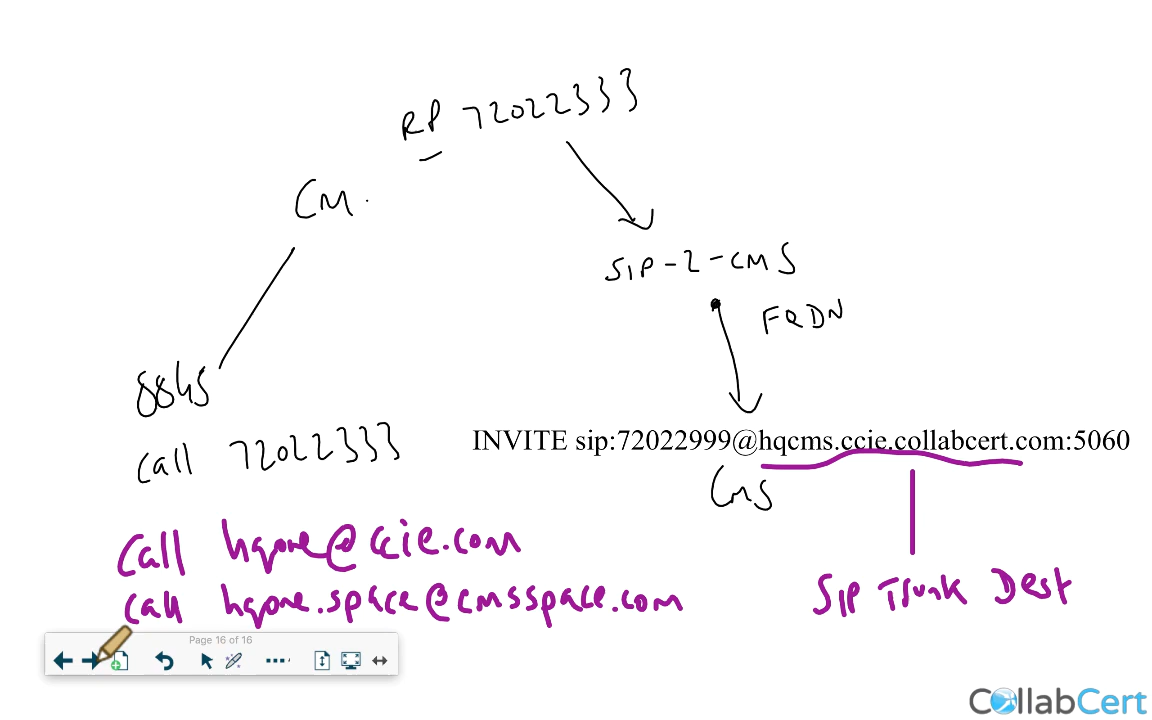 RP 72022333
CM.
SIP-2-CMS
FQDN
8845
call 72022333
INVITE sip:72022999@hqcms.ccie.collabcert.com:5060
CMS
Call hqone@ccie.com
call hqone.space@cmsspace.com
SIP Trunk Dest
Page 16 of 16
CollabCert